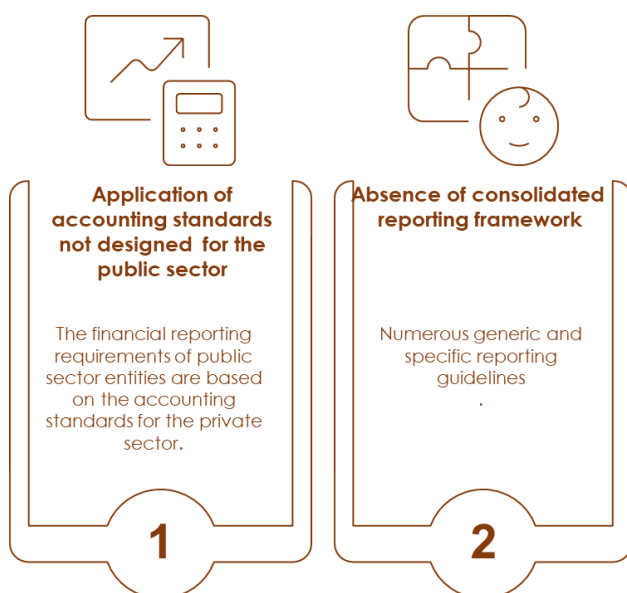 Application of
accounting standards
not designed for the
public sector
The financial reporting
requirements of public
sector entities are based
on the accounting
standards for the private
sector.
1
Absence of consolidated
reporting framework
Numerous generic and
specific reporting
guidelines
.
2